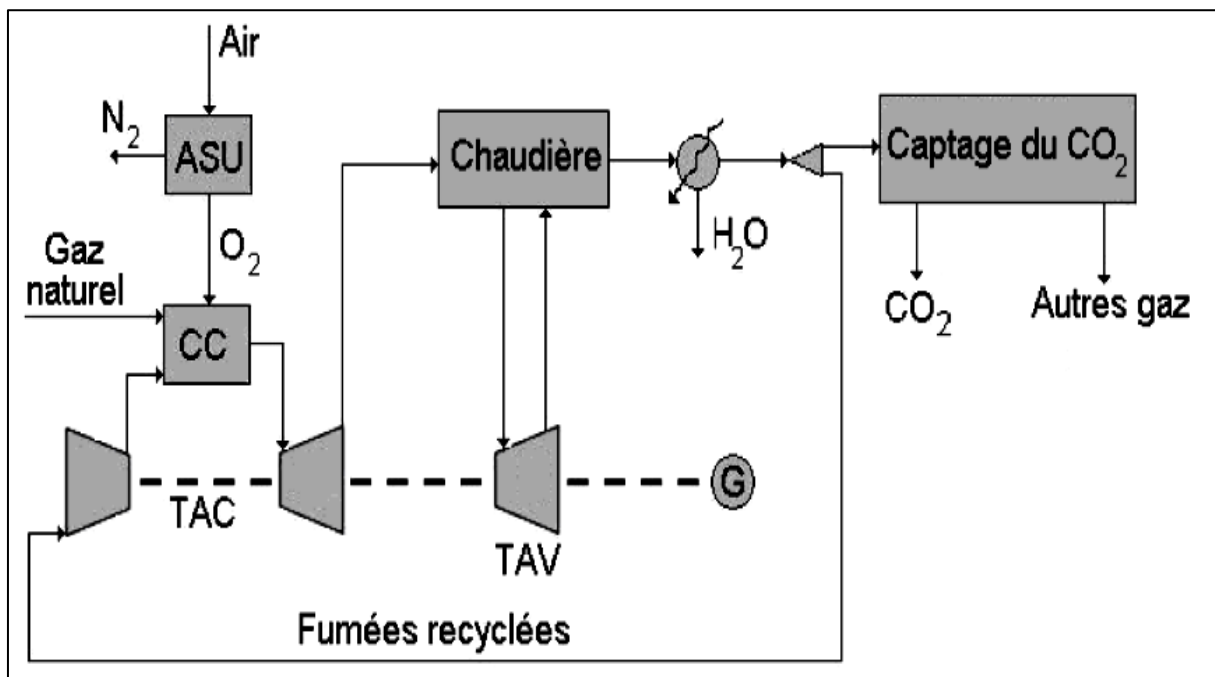 Air
N2
ASU
Chaudière
Captage du CO2
O2
H2O
Gaz
naturel
CO2
Autres gaz
CC
G
TAC
TAV
Fumées recyclées